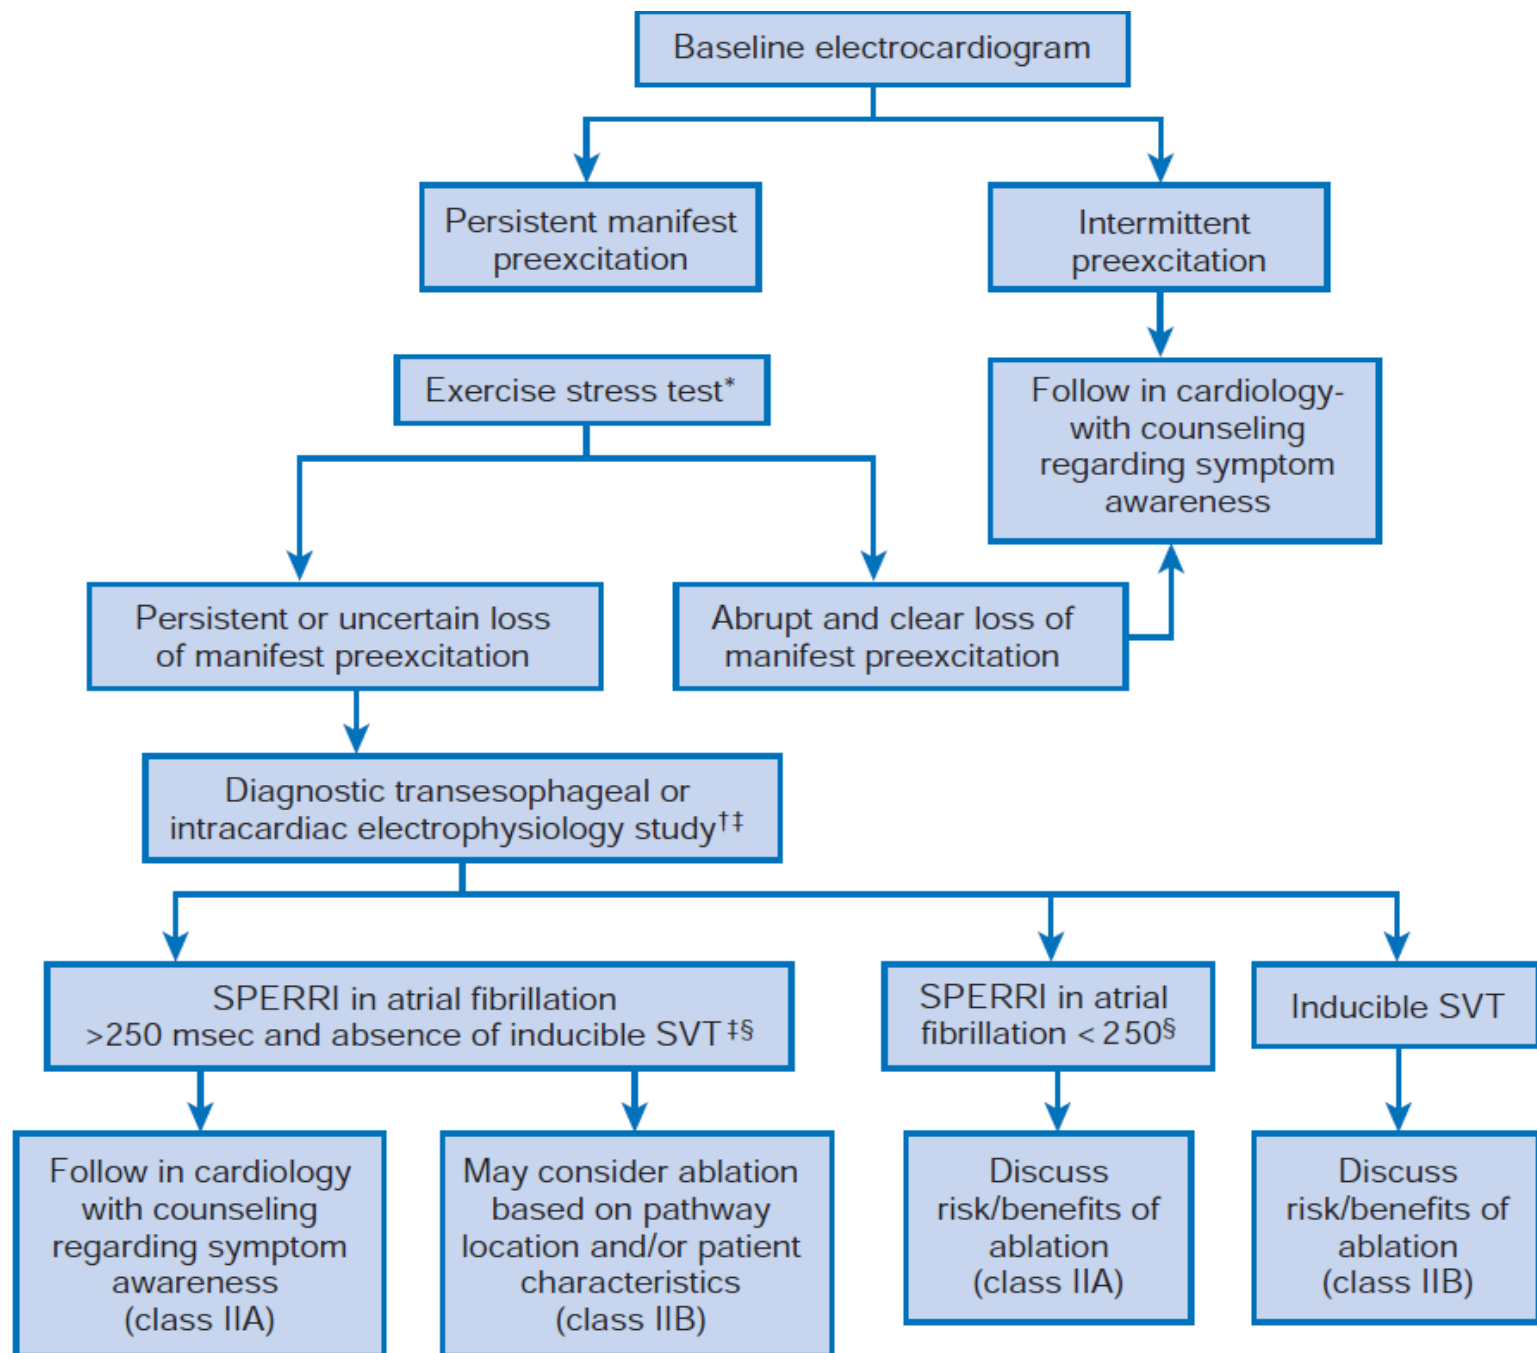 Baseline electrocardiogram
Persistent manifest
preexcitation
Intermittent
preexcitation
Exercise stress test*
Follow in cardiology-
with counseling
regarding symptom
awareness
Persistent or uncertain loss
of manifest preexcitation
Abrupt and clear loss of
manifest preexcitation
Diagnostic transesophageal or
intracardiac electrophysiology study†‡
SPERRI in atrial fibrillation
>250 msec and absence of inducible SVT‡§
SPERRI in atrial
fibrillation < 250§
Inducible SVT
Follow in cardiology
with counseling
regarding symptom
awareness
(class IIA)
May consider ablation
based on pathway
location and/or patient
characteristics
(class IIB)
Discuss
risk/benefits of
ablation
(class IIA)
Discuss
risk/benefits of
ablation
(class IIB)